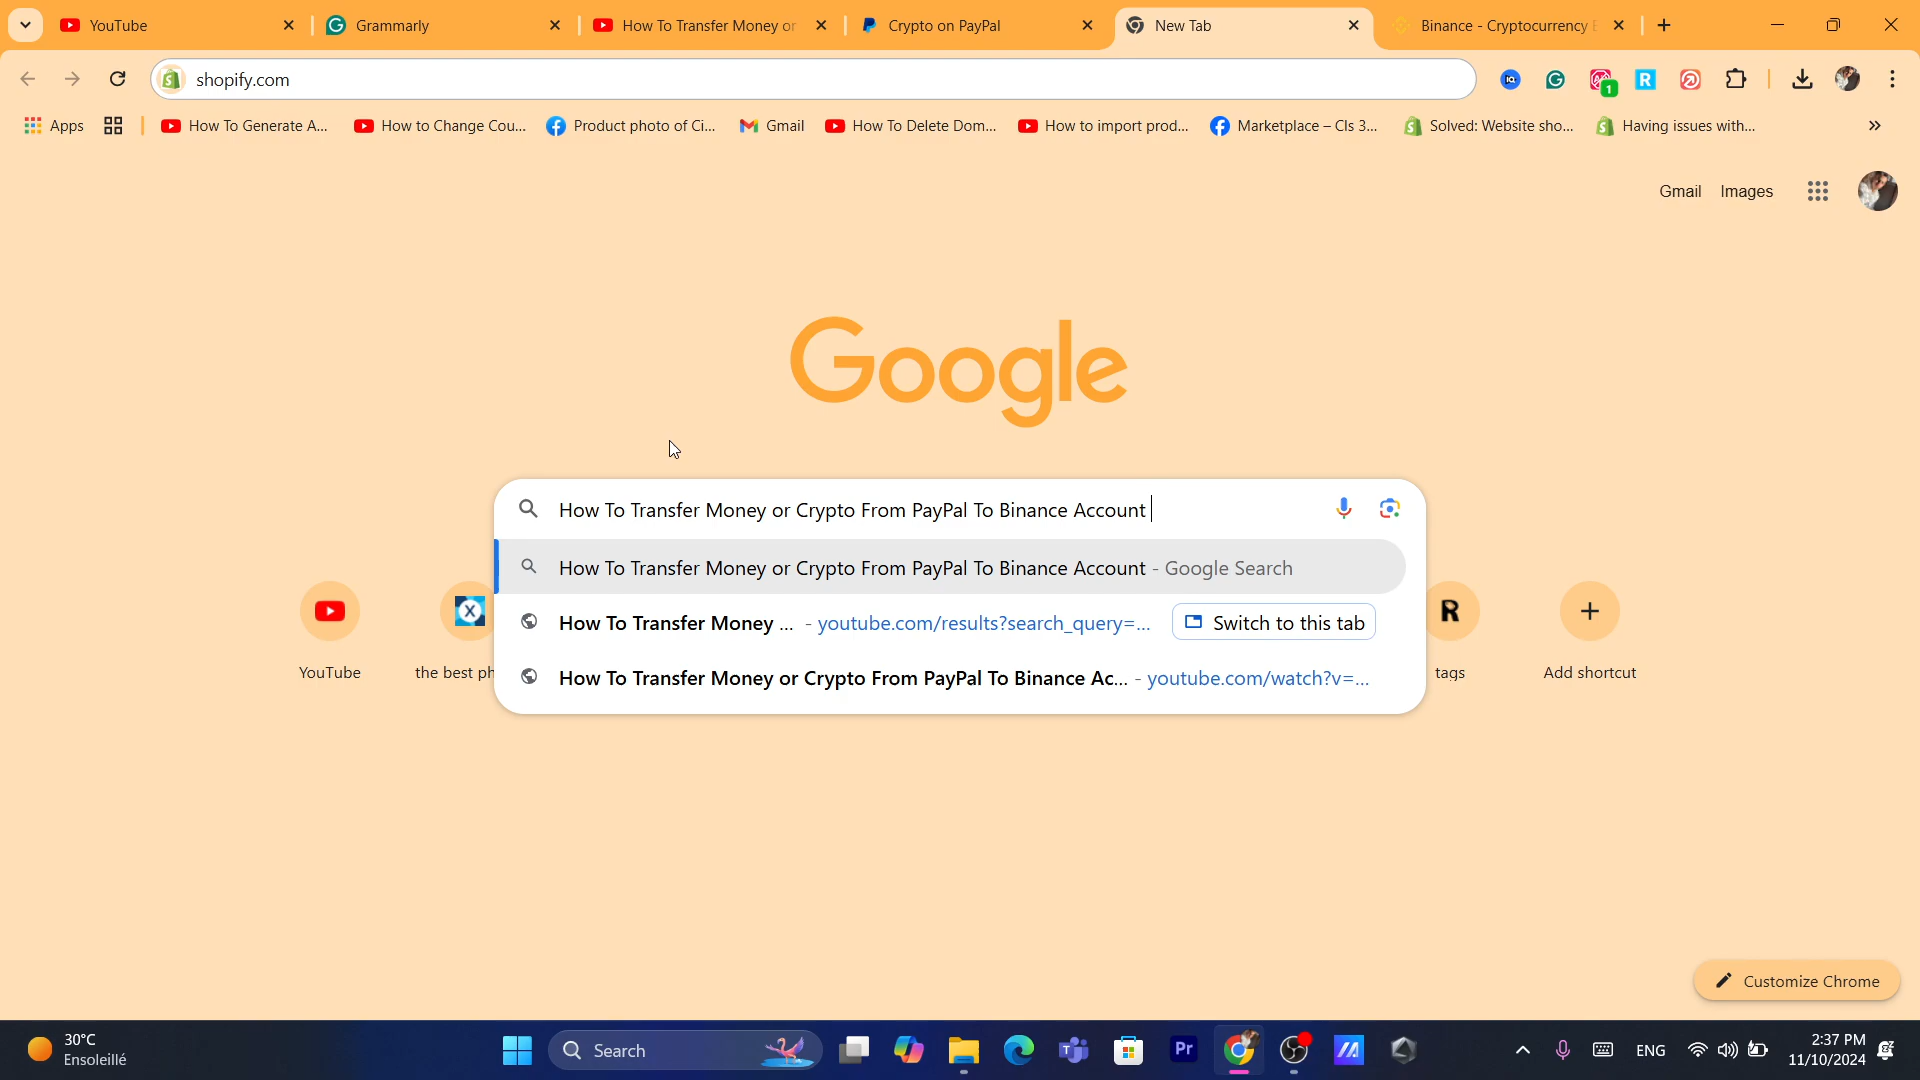 YouTube
Grammarly
How To Transfer Money or
Crypto on PayPal
New Tab
Binance - Cryptocurrency E
shopify.com
1
Apps
How To Generate A...
How to Change Cou...
Product photo of Ci...
Gmail
How To Delete Dom...
How to import prod...
Marketplace – Cls 3...
Solved: Website sho...
Having issues with...
Gmail
Images
Google
How To Transfer Money or Crypto From PayPal To Binance Account
How To Transfer Money or Crypto From PayPal To Binance Account - Google Search
How To Transfer Money ... - youtube.com/results?search_query=...
Switch to this tab
How To Transfer Money or Crypto From PayPal To Binance Ac... - youtube.com/watch?v=...
YouTube
the best ph
tags
Add shortcut
Customize Chrome
30°C
Ensoleillé
Search
Pr
ENG
2:37 PM
11/10/2024